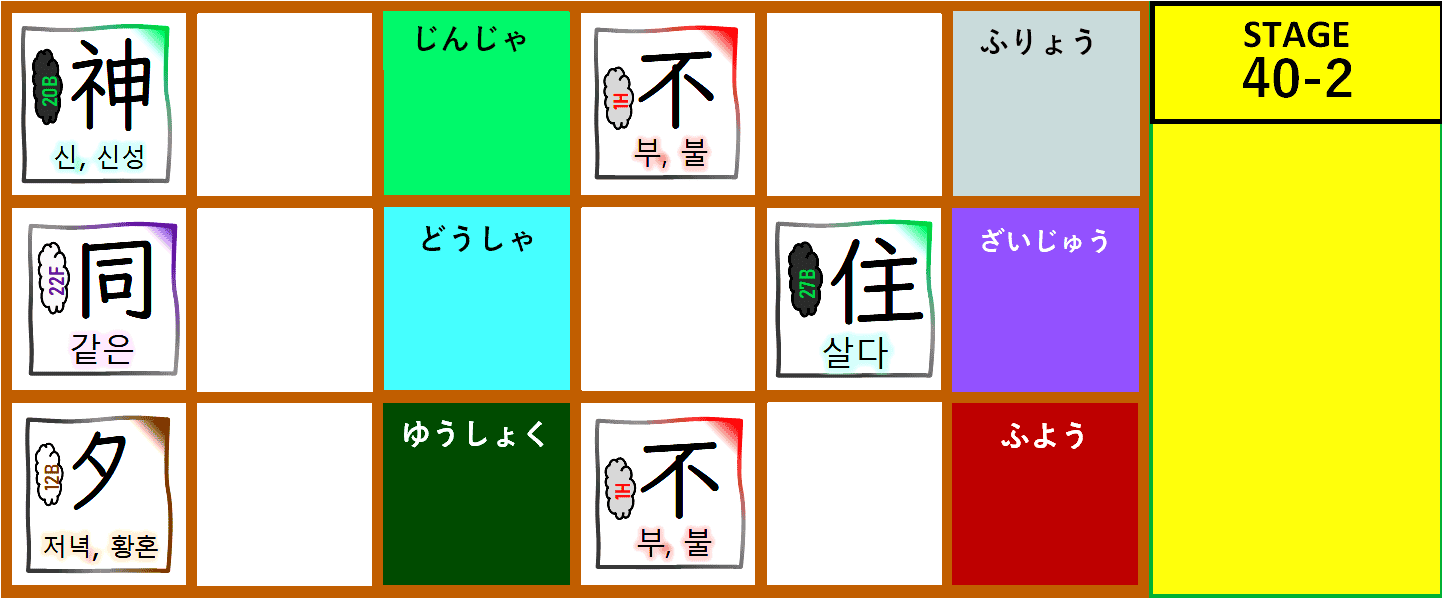 20B
神
신, 신성
じんじゃ
1H
不
부, 불
ふりょう
STAGE
40-2
22F
同
같은
どうしゃ
27B
住
살다
ざいじゅう
12B
夕
저녁, 황혼
ゆうしょく
1H
不
부, 불
ふよう